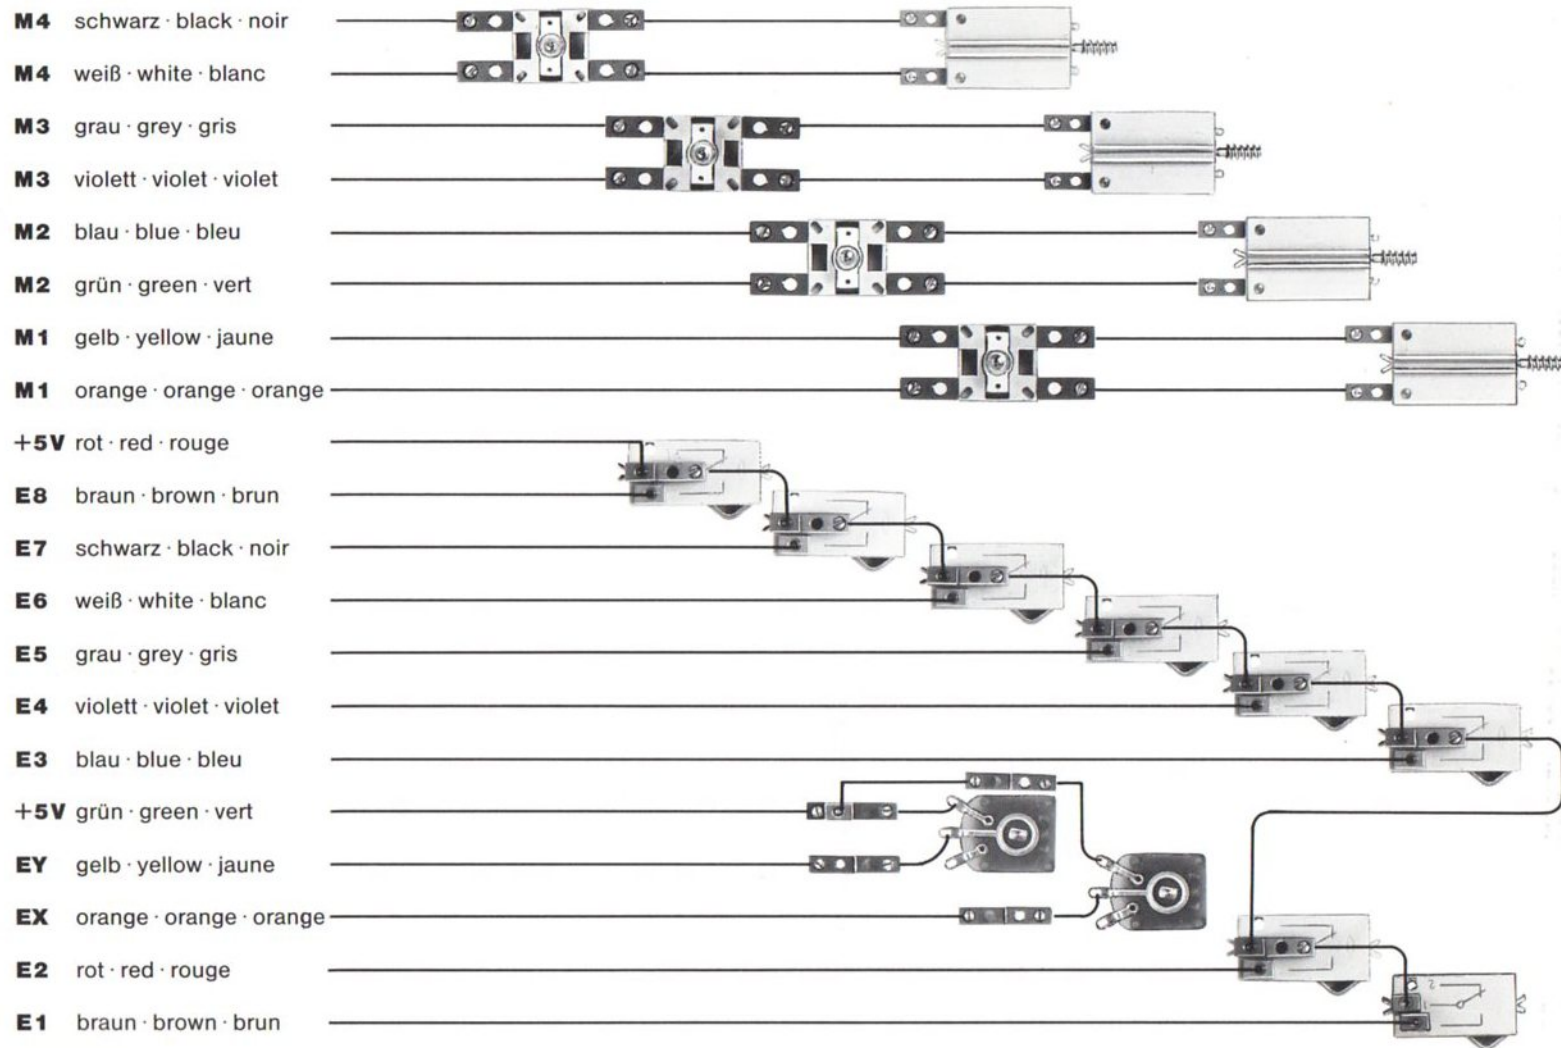 M4 schwarz · black · noir
M4 weiß · white · blanc
M3 grau · grey · gris
M3 violett · violet · violet
M2 blau · blue · bleu
M2 grün · green · vert
M1 gelb · yellow · jaune
M1 orange · orange · orange
+5V rot · red · rouge
E8 braun · brown · brun
E7 schwarz · black · noir
E6 weiß · white · blanc
E5 grau · grey · gris
E4 violett · violet · violet
E3 blau · blue · bleu
+5V grün · green · vert
EY gelb · yellow · jaune
EX orange · orange · orange
E2 rot · red · rouge
E1 braun · brown · brun
2
1